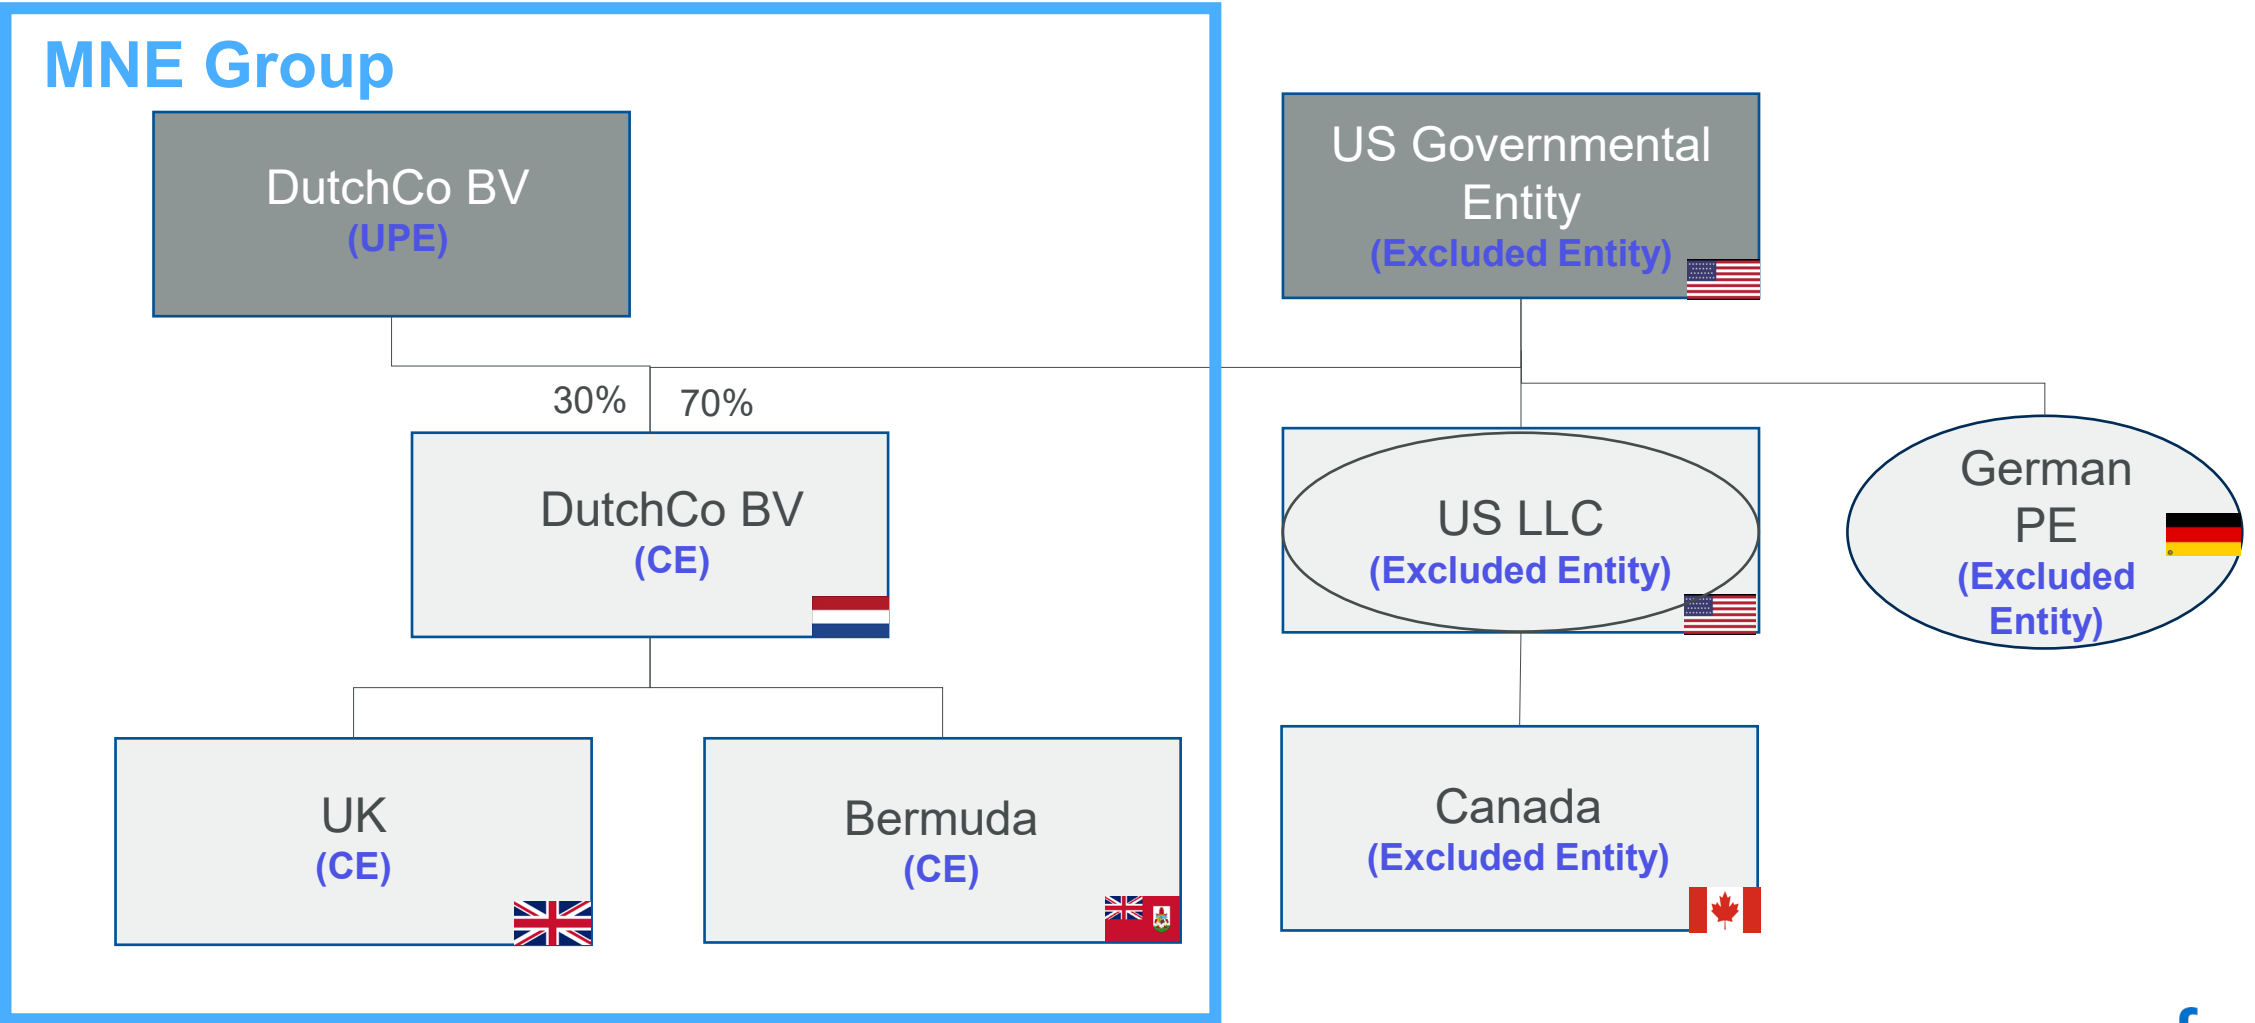 MNE Group
DutchCo BV
(UPE)
US Governmental
Entity
(Excluded Entity)
30%
70%
DutchCo BV
(CE)
US LLC
(Excluded Entity)
German
PE
(Excluded
Entity)
UK
(CE)
Bermuda
(CE)
Canada
(Excluded Entity)